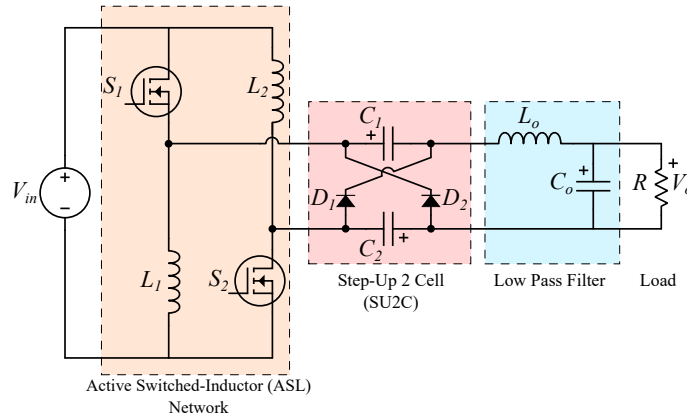 S1
L2
C1
Lo
+
+
+
+
Vin
−
D1
D2
Co
R
Vo
L1
S2
C2
+
Step-Up 2 Cell
(SU2C)
Low Pass Filter
Load
Active Switched-Inductor (ASL)
Network